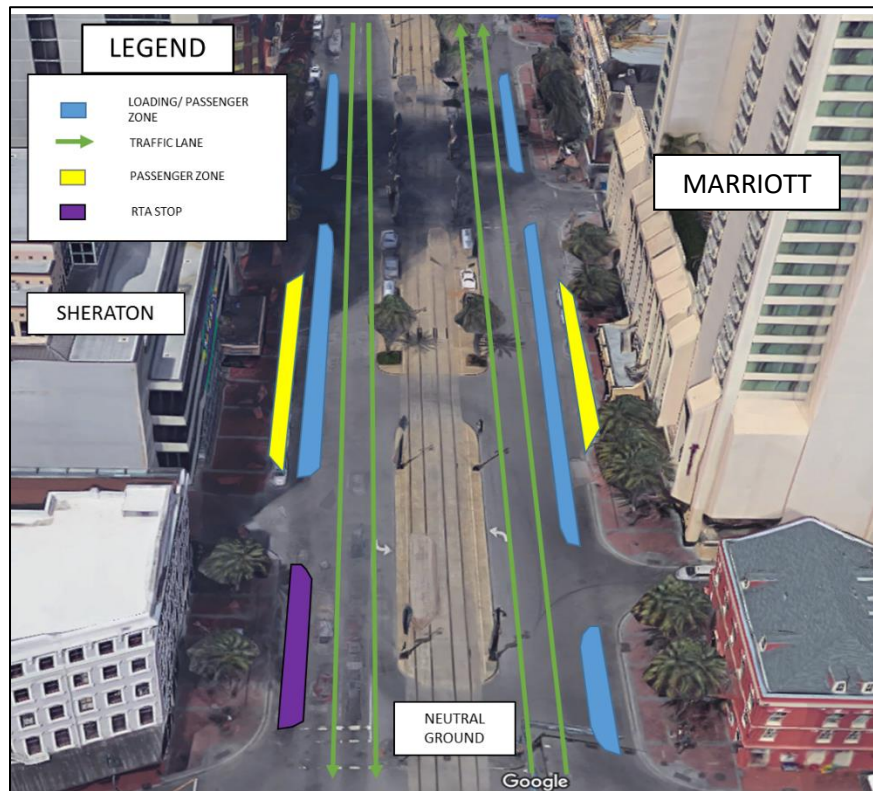 LEGEND
LOADING/ PASSENGER
ZONE
TRAFFIC LANE
PASSENGER ZONE
RTA STOP
MARRIOTT
SHERATON
NEUTRAL
GROUND
Google